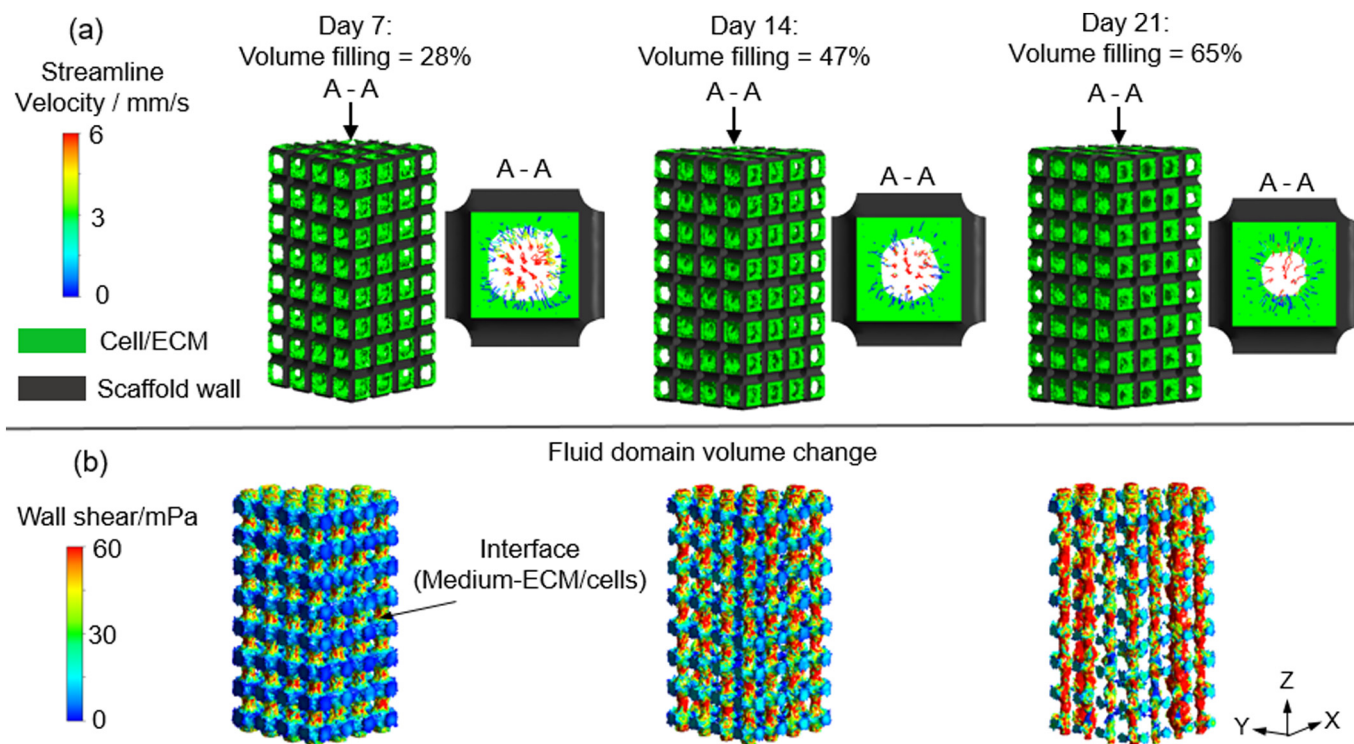 (a)
Streamline
Velocity / mm/s
6
3
0
Cell/ECM
Scaffold wall
Day 7:
Volume filling = 28%
A - A
A - A
Day 14:
Volume filling = 47%
A - A
A - A
Day 21:
Volume filling = 65%
A - A
A - A
(b)
Fluid domain volume change
Wall shear/mPa
60
30
0
Interface
(Medium-ECM/cells)
Z
Y
X